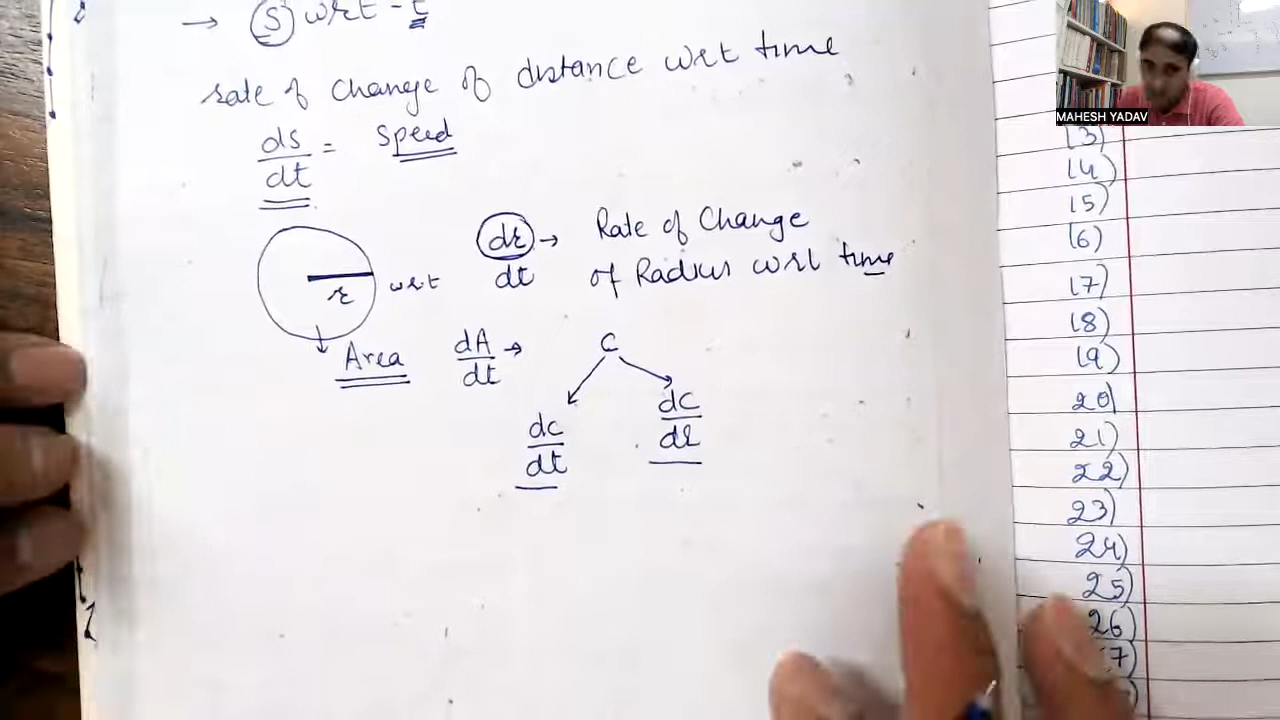 → S wrt - t
rate of change of distance wrt time
ds/dt = speed
dr/dt → Rate of Change
of Radius wrt time
r wrt
Area dA/dt →
C
dc/dt dc/dr
MAHESH YADAV
13)
14)
15)
16)
17)
18)
19)
20)
21)
22)
23)
24)
25)
26)
7)